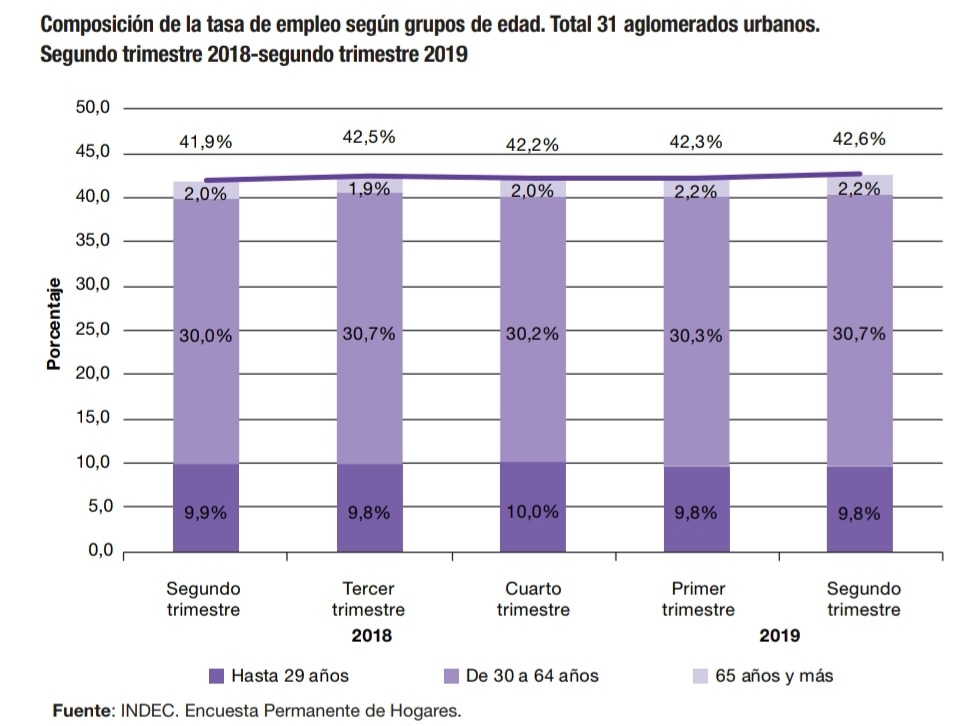 Composición de la tasa de empleo según grupos de edad. Total 31 aglomerados urbanos.
Segundo trimestre 2018-segundo trimestre 2019
Porcentaje
50,0
45,0
40,0
35,0
30,0
25,0
20,0
15,0
10,0
5,0
0,0
41,9% 42,5% 42,2% 42,3% 42,6%
2,0% 1,9% 2,0% 2,2% 2,2%
30,0% 30,7% 30,2% 30,3% 30,7%
9,9% 9,8% 10,0% 9,8% 9,8%
Segundo Tercer Cuarto Primer Segundo
trimestre trimestre trimestre trimestre trimestre
2018 2019
Hasta 29 años De 30 a 64 años 65 años y más
Fuente: INDEC. Encuesta Permanente de Hogares.